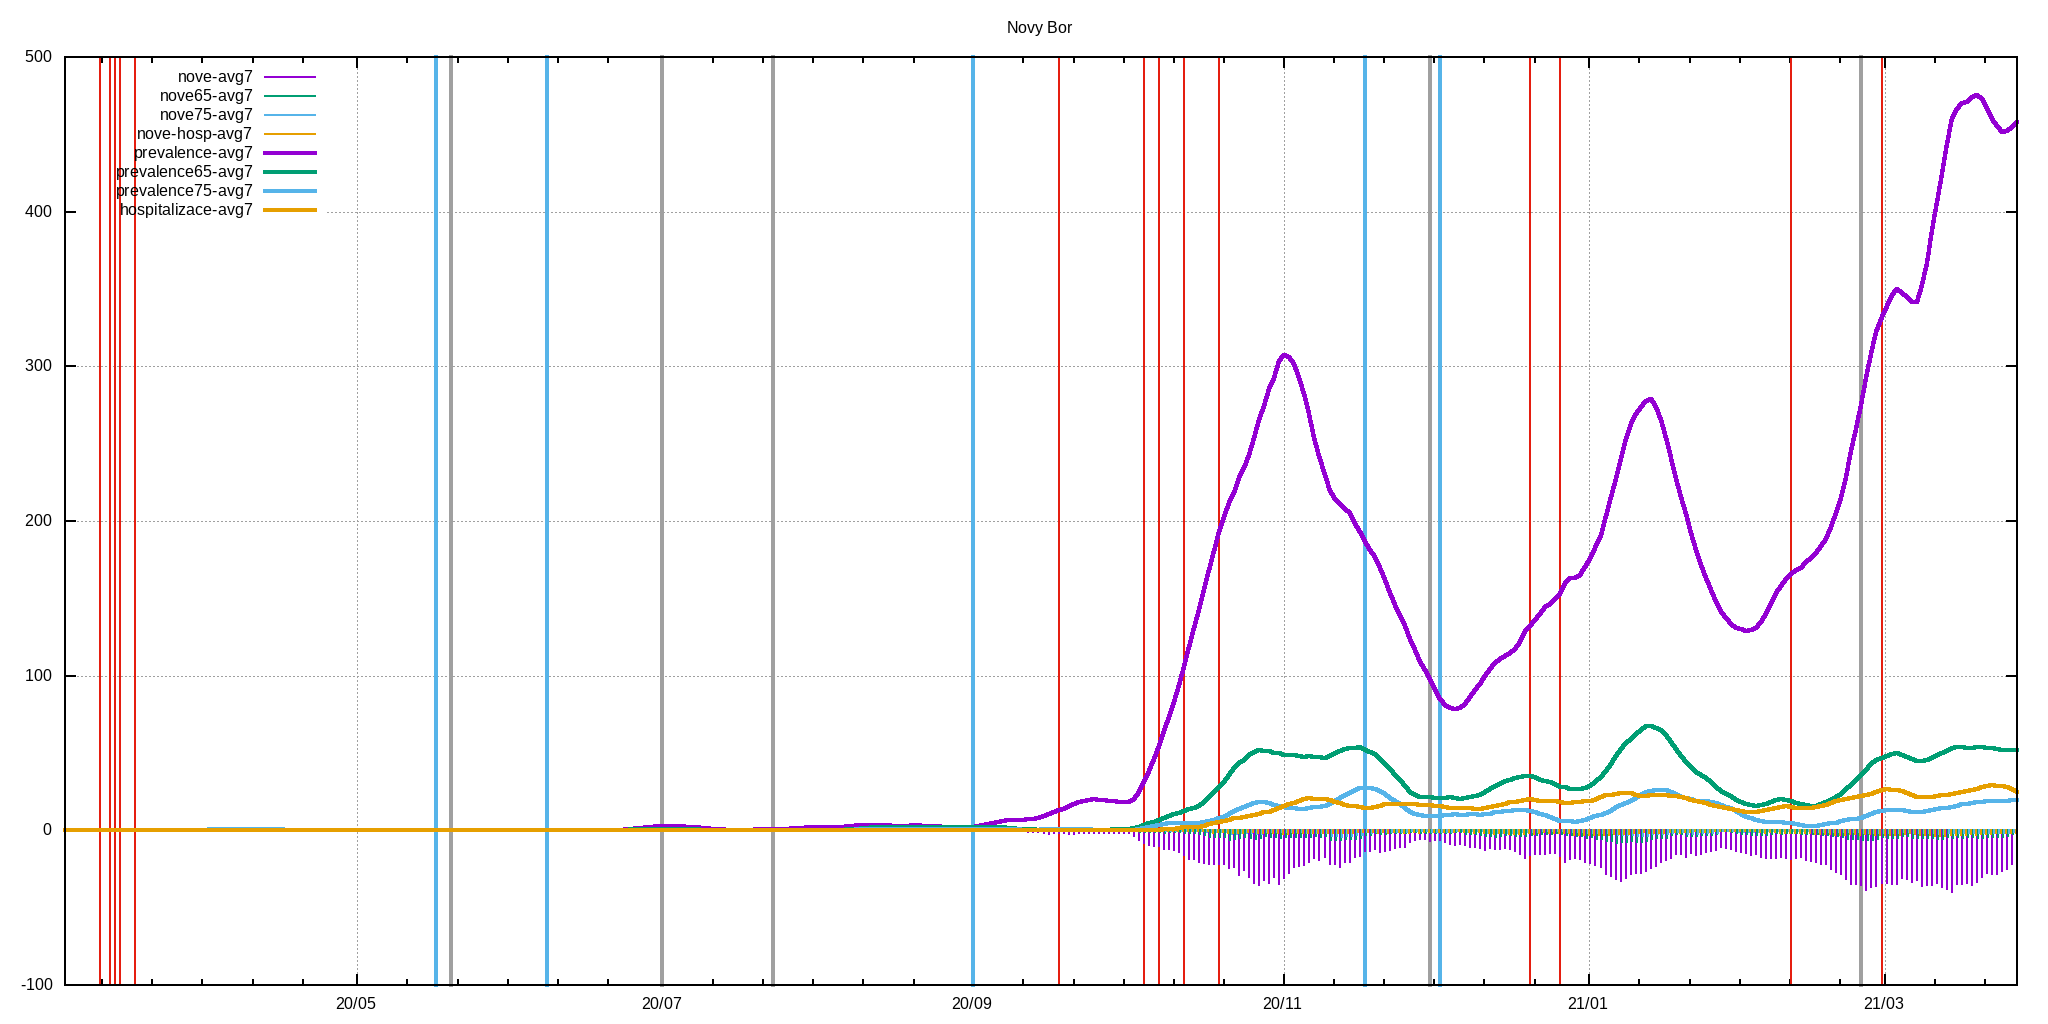 Novy Bor
500
nove-avg7
nove65-avg7
nove75-avg7
nove-hosp-avg7
prevalence-avg7
prevalence65-avg7
prevalence75-avg7
hospitalizace-avg7
400
300
200
100
0
-100
20/05
20/07
20/09
20/11
21/01
21/03